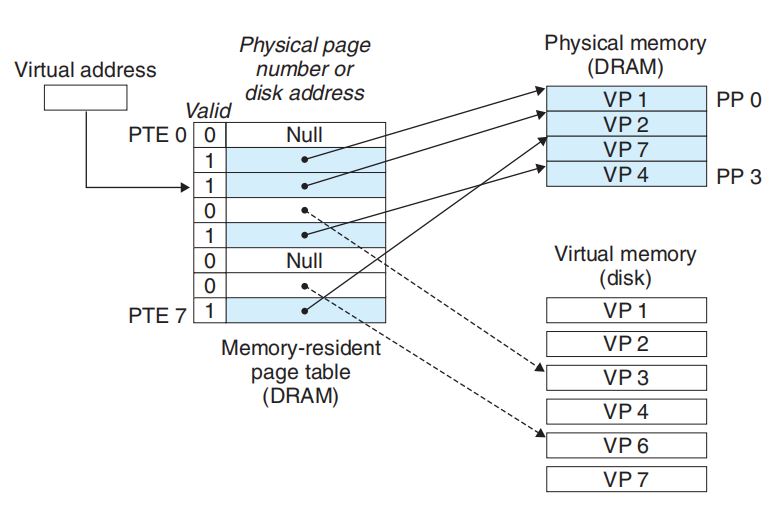 Virtual address
Physical page
number or
disk address
Valid
PTE 0
0
Null
1
1
0
1
0
Null
0
PTE 7
1
Memory-resident
page table
(DRAM)
Physical memory
(DRAM)
VP 1
PP 0
VP 2
VP 7
VP 4
PP 3
Virtual memory
(disk)
VP 1
VP 2
VP 3
VP 4
VP 6
VP 7